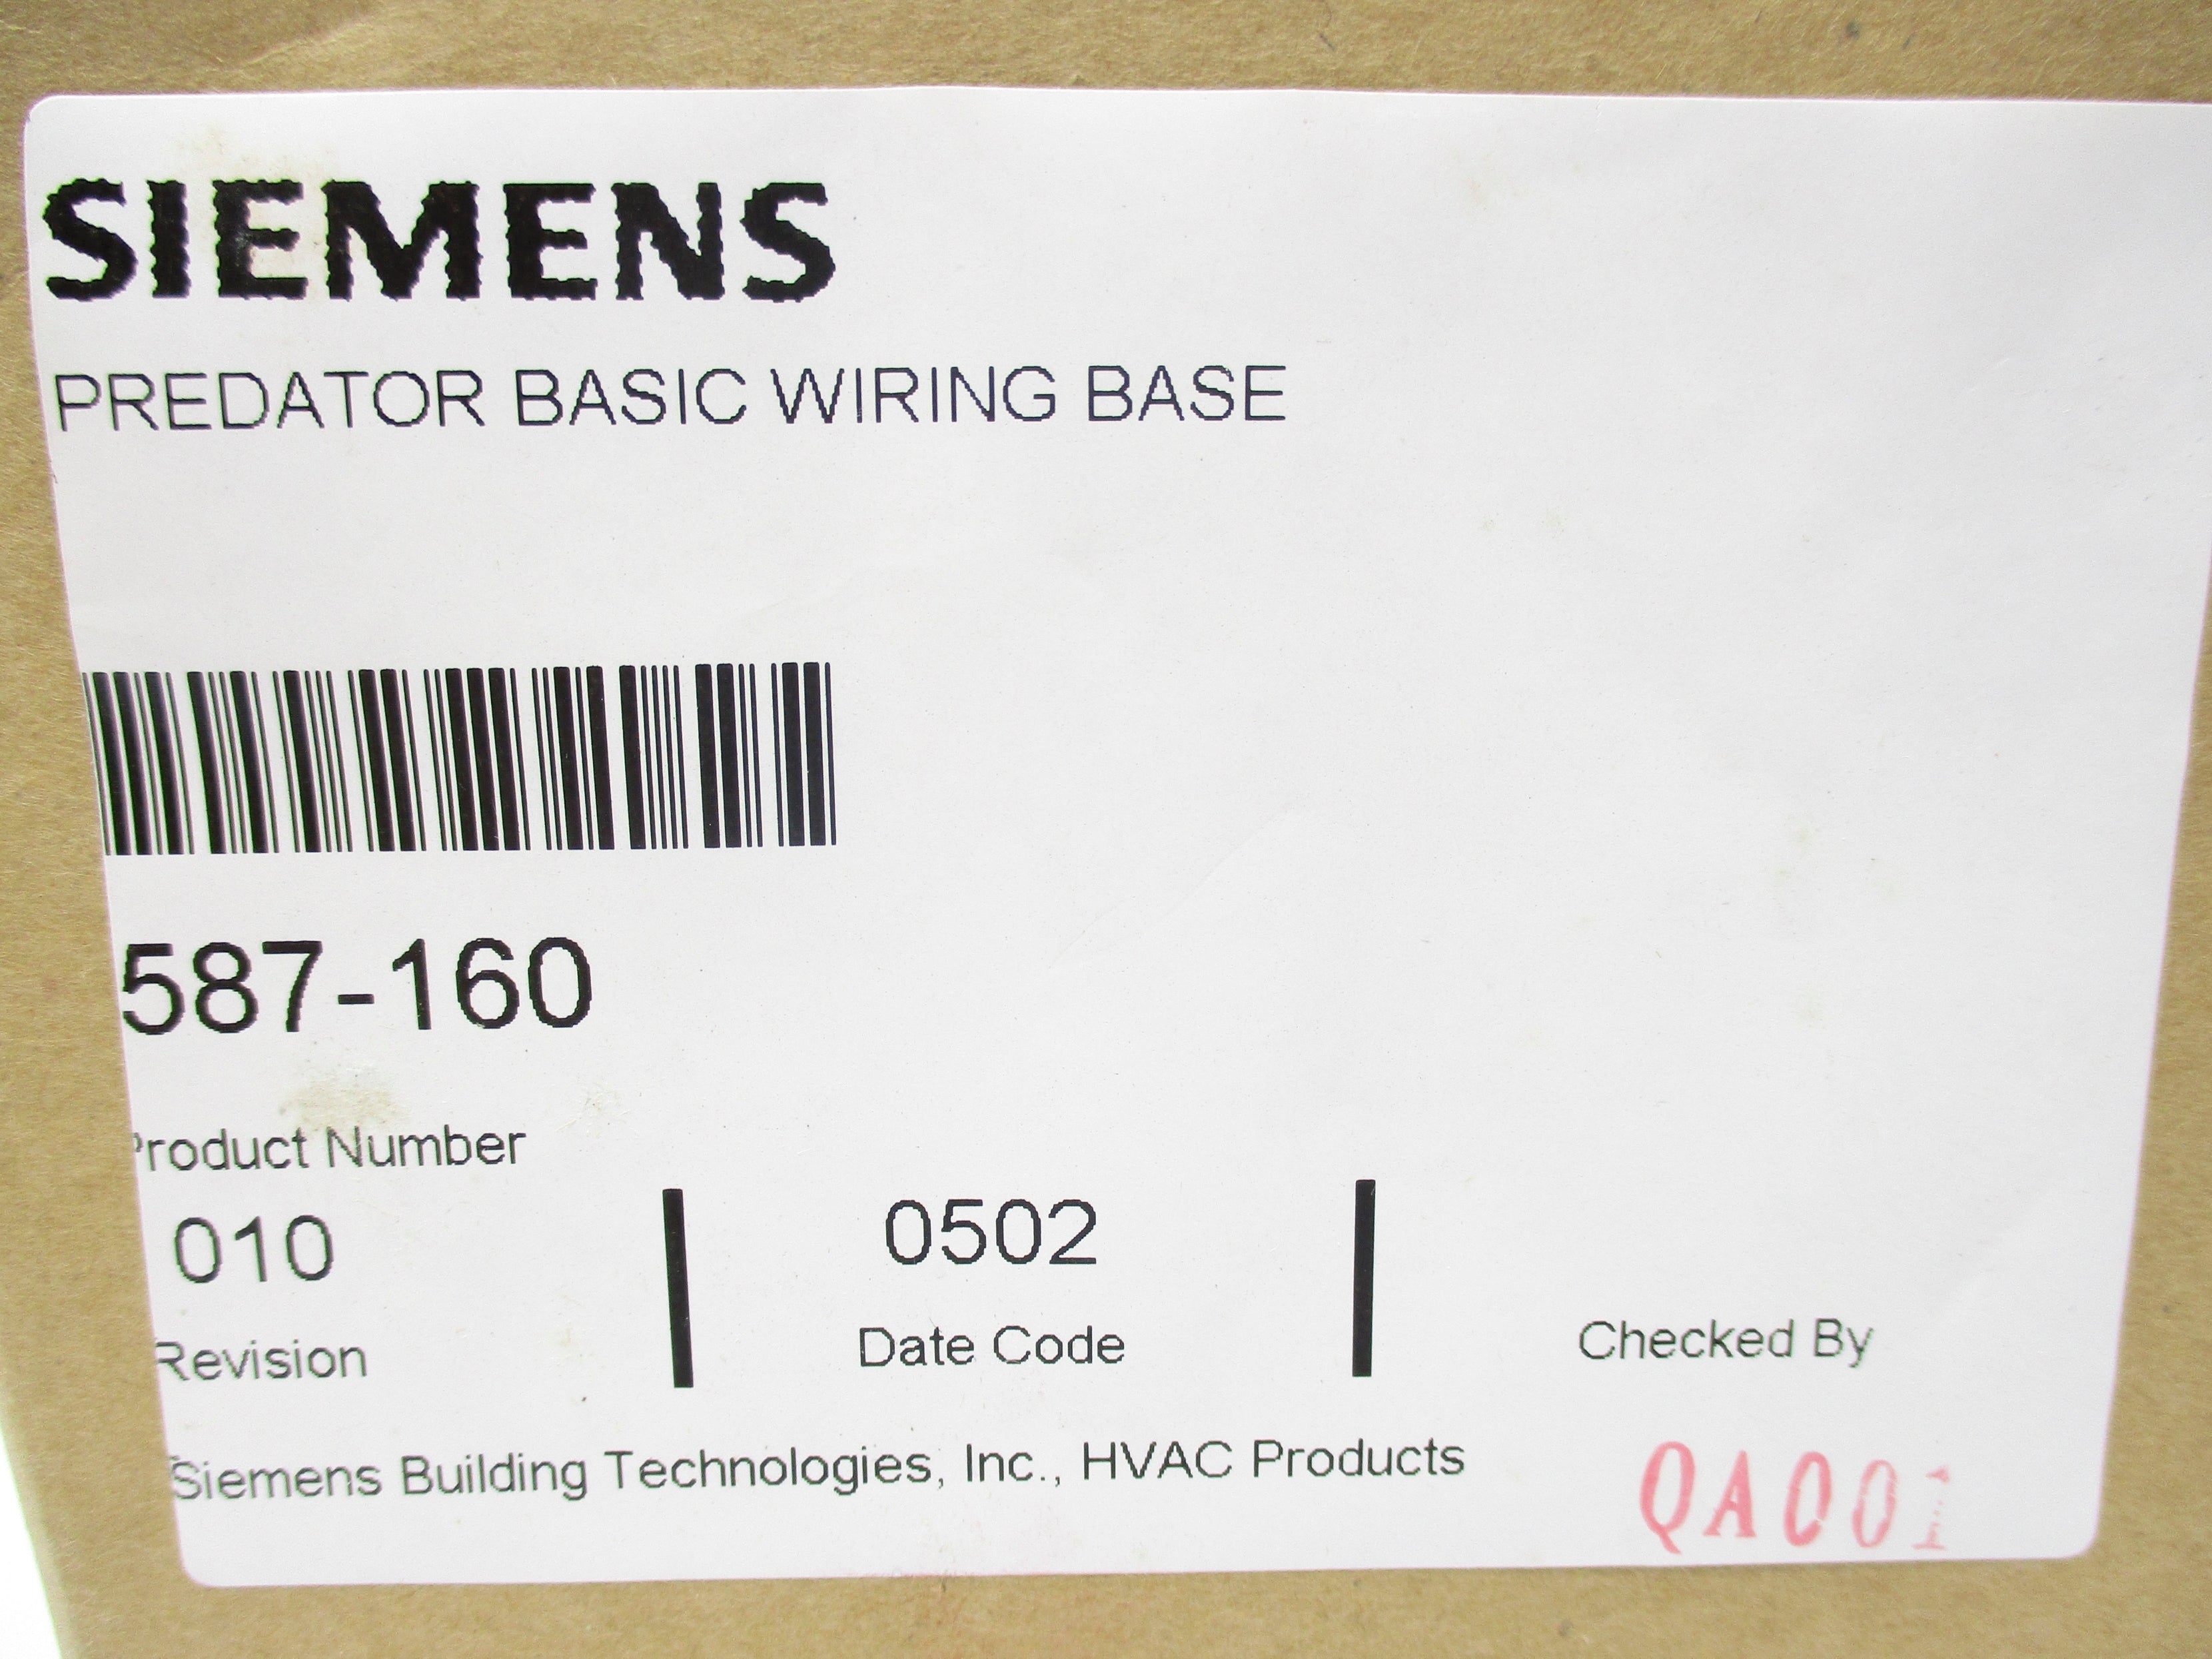 SIEMENS
PREDATOR BASIC WIRING BASE
587-160
Product Number
010
0502
Revision
Date Code
Checked By
Siemens Building Technologies, Inc., HVAC Products
QA001